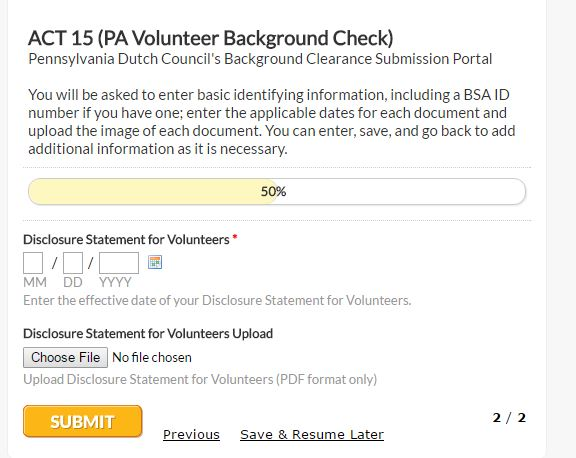 ACT 15 (PA Volunteer Background Check)
Pennsylvania Dutch Council's Background Clearance Submission Portal
You will be asked to enter basic identifying information, including a BSA ID
number if you have one; enter the applicable dates for each document and
upload the image of each document. You can enter, save, and go back to add
additional information as it is necessary.
50%
Disclosure Statement for Volunteers *
/ /
MM DD YYYY
Enter the effective date of your Disclosure Statement for Volunteers.
Disclosure Statement for Volunteers Upload
Choose File No file chosen
Upload Disclosure Statement for Volunteers (PDF format only)
SUBMIT Previous Save & Resume Later 2 / 2